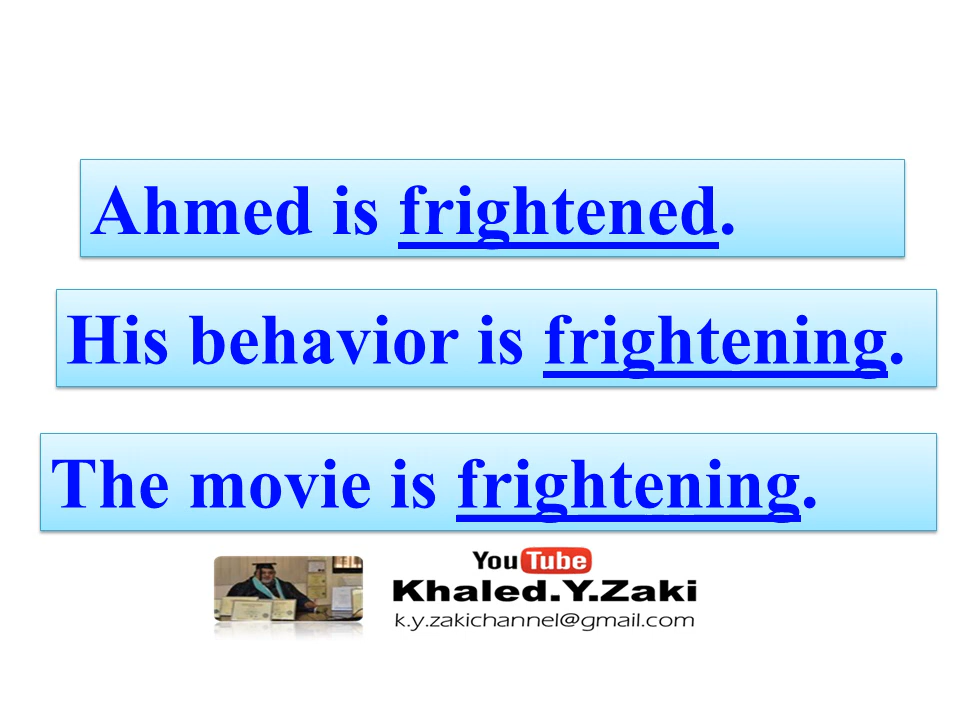 Ahmed is frightened.
His behavior is frightening.
The movie is frightening.
YouTube
Khaled.Y.Zaki
k.y.zakichannel@gmail.com